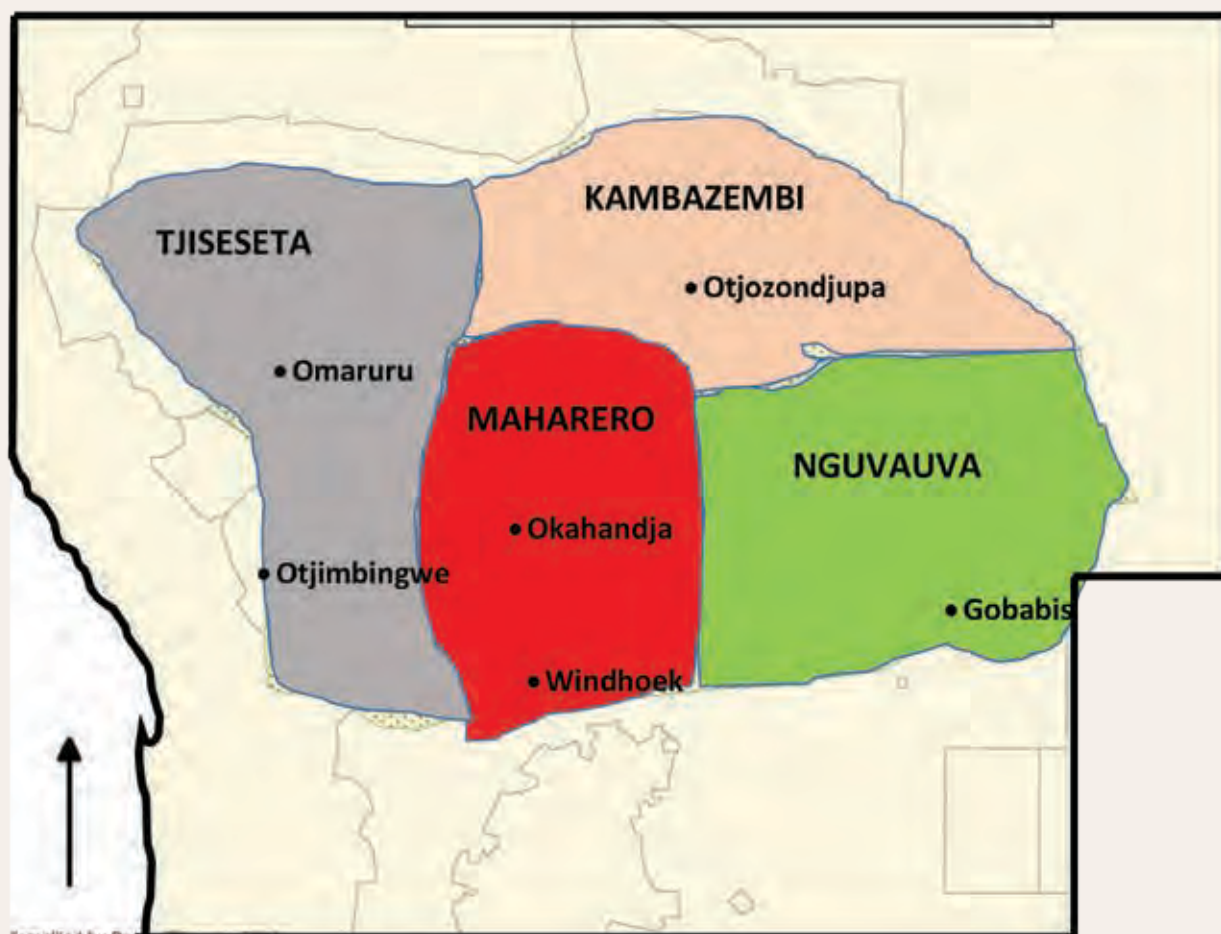 KAMBAZEMBI
TJISESETA
Otjozondjupa
Omaruru
MAHARERO
NGUVAUVA
Okahandja
Otjimbingwe
Gobabis
Windhoek